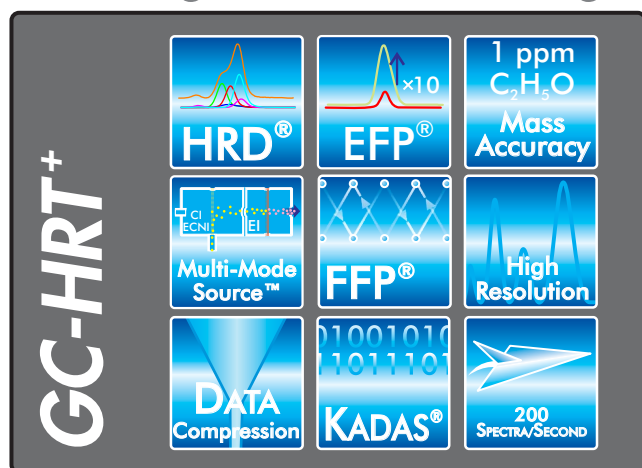 GC-HRT+
HRD®
×10
EFP®
1 ppm
C2H5O
Mass
Accuracy
CI
ECNI
EI
Multi-Mode
Source™
FFP®
High
Resolution
DATA
Compression
01001010
11011101
KADAS®
200
SPECTRA/SECOND